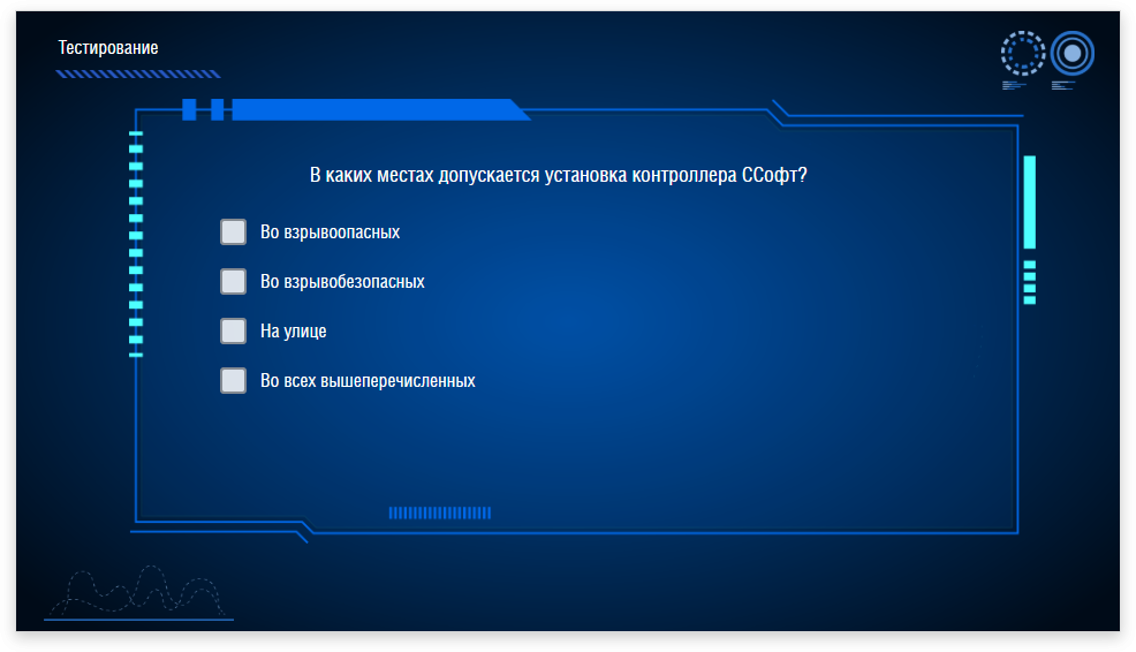 Тестирование
В каких местах допускается установка контроллера ССофт?
Во взрывоопасных
Во взрывобезопасных
На улице
Во всех вышеперечисленных